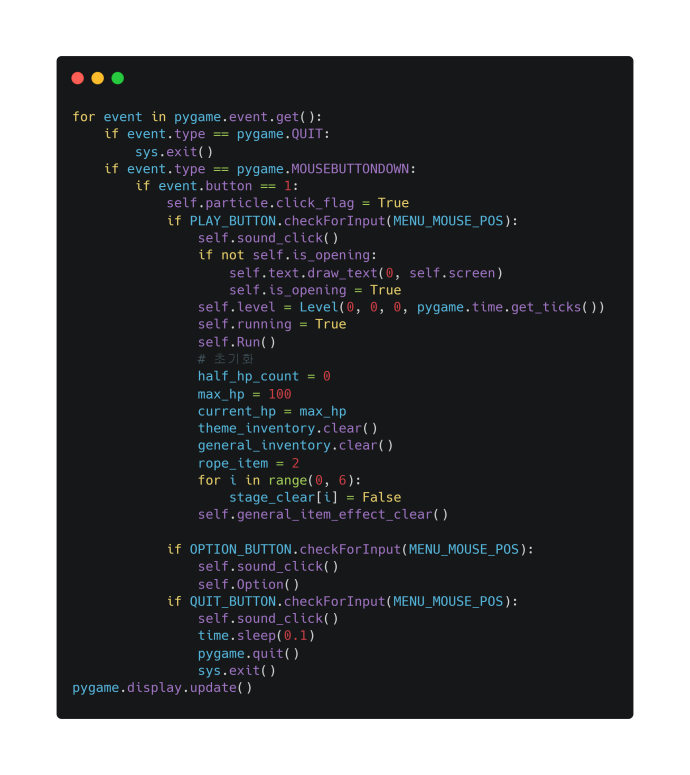 for event in pygame.event.get():
    if event.type == pygame.QUIT:
        sys.exit()
    if event.type == pygame.MOUSEBUTTONDOWN:
        if event.button == 1:
            self.particle.click_flag = True
            if PLAY_BUTTON.checkForInput(MENU_MOUSE_POS):
                self.sound_click()
                if not self.is_opening:
                    self.text.draw_text(0, self.screen)
                    self.is_opening = True
                self.level = Level(0, 0, 0, pygame.time.get_ticks())
                self.running = True
                self.Run()
                # 초기화
                half_hp_count = 0
                max_hp = 100
                current_hp = max_hp
                theme_inventory.clear()
                general_inventory.clear()
                rope_item = 2
                for i in range(0, 6):
                    stage_clear[i] = False
                self.general_item_effect_clear()

            if OPTION_BUTTON.checkForInput(MENU_MOUSE_POS):
                self.sound_click()
                self.Option()
            if QUIT_BUTTON.checkForInput(MENU_MOUSE_POS):
                self.sound_click()
                time.sleep(0.1)
                pygame.quit()
                sys.exit()
pygame.display.update()